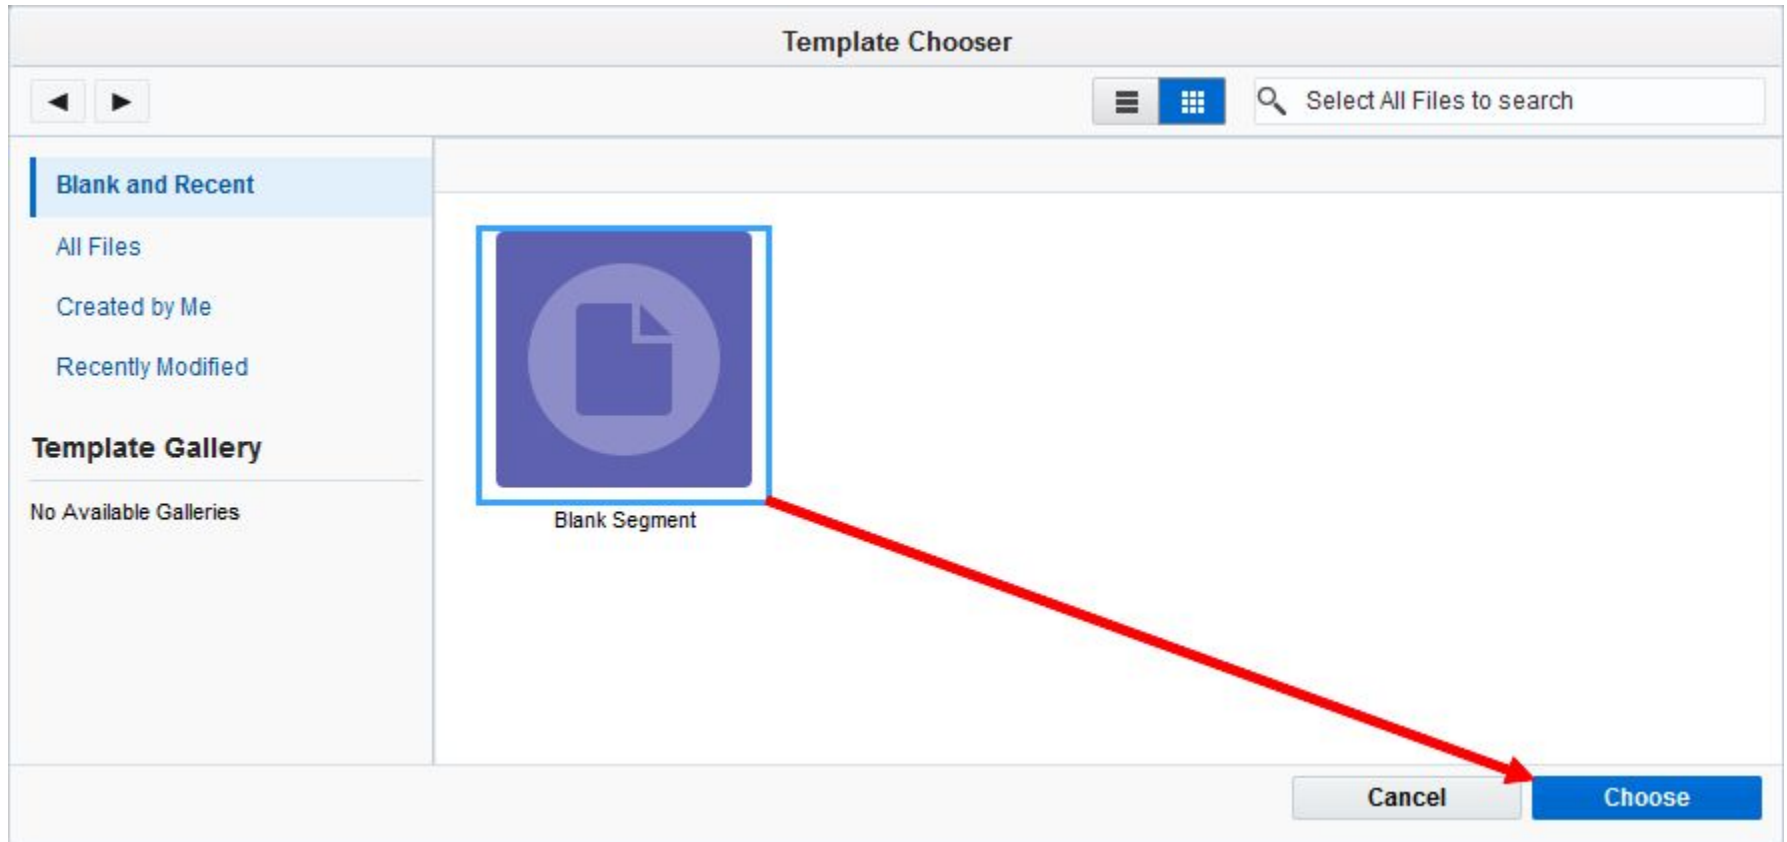 Template Chooser
Select All Files to search
Blank and Recent
All Files
Created by Me
Recently Modified
Template Gallery
No Available Galleries
Blank Segment
Cancel
Choose